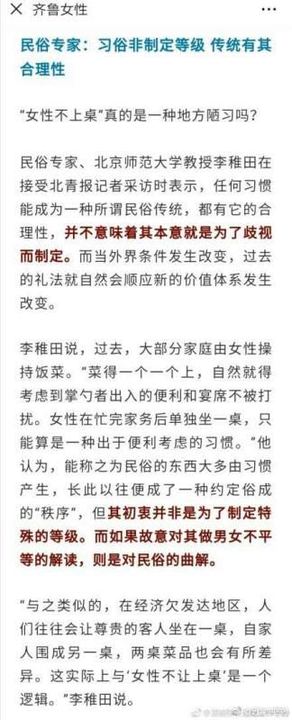 齐鲁女性
民俗专家：习俗非制定等级 传统有其
合理性
“女性不上桌”真的是一种地方陋习吗？
民俗专家、北京师范大学教授李稚田在
接受北青报记者采访时表示，任何习惯
能成为一种所谓民俗传统，都有它的合
理性，并不意味着其本意就是为了歧视
而制定。而当外界条件发生改变，过去
的礼法就自然会顺应新的价值体系发生
改变。
李稚田说，过去，大部分家庭由女性操
持饭菜。“菜得一个一个上，自然就得
考虑到掌勺者出入的便利和宴席不被打
扰。女性在忙完家务后单独坐一桌，只
能算是一种出于便利考虑的习惯。”他
认为，能称之为民俗的东西大多由习惯
产生，长此以往便成了一种约定俗成
的“秩序”，但其初衷并非是为了制定特
殊的等级。而如果故意对其做男女不平
等的解读，则是对民俗的曲解。
“与之类似的，在经济欠发达地区，人
们往往会让尊贵的客人坐在一桌，自家
人围成另一桌，两桌菜品也会有所差
异。这实际上与‘女性不让上桌’是一个
逻辑。”李稚田说。